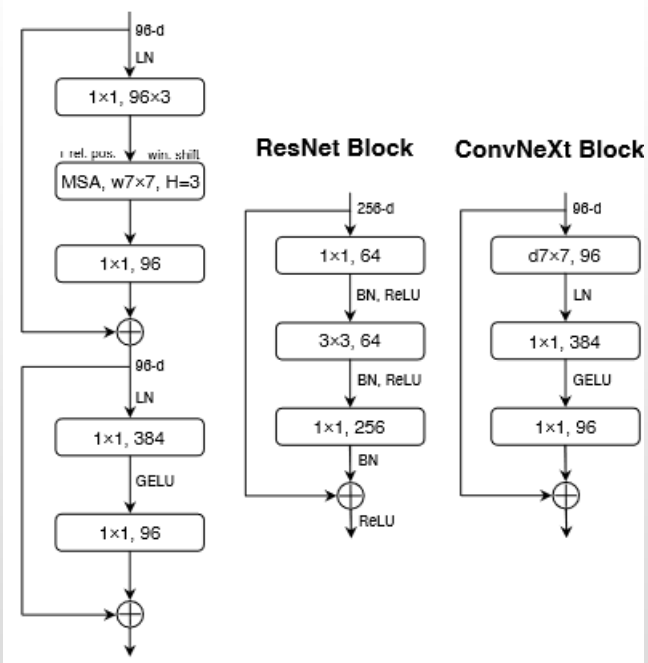 96-d
LN
1×1, 96×3
rel. pos. win. shift
MSA, w7×7, H=3
1×1, 96
96-d
LN
1×1, 384
GELU
1×1, 96
ResNet Block
256-d
1×1, 64
BN, ReLU
3×3, 64
BN, ReLU
1×1, 256
BN
ReLU
ConvNeXt Block
96-d
d7×7, 96
LN
1×1, 384
GELU
1×1, 96